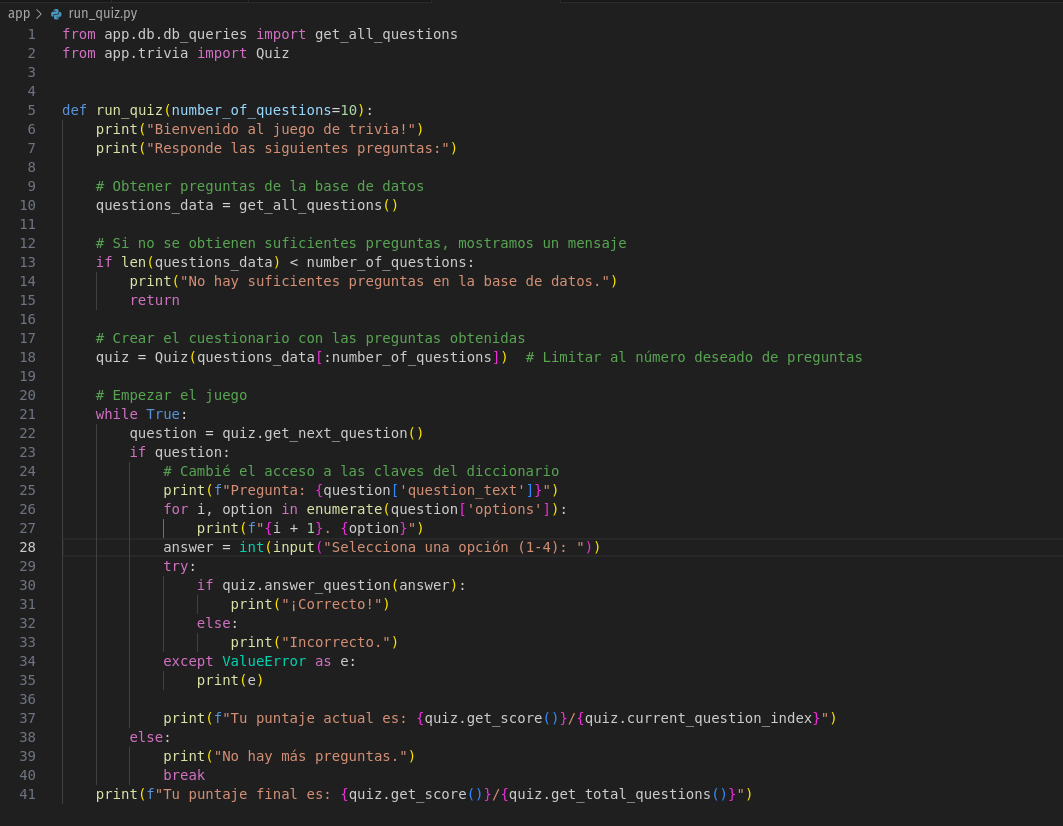 app > run_quiz.py
1 from app.db.db_queries import get_all_questions
2 from app.trivia import Quiz
3
4
5 def run_quiz(number_of_questions=10):
6     print("Bienvenido al juego de trivia!")
7     print("Responde las siguientes preguntas:")
8
9     # Obtener preguntas de la base de datos
10     questions_data = get_all_questions()
11
12     # Si no se obtienen suficientes preguntas, mostramos un mensaje
13     if len(questions_data) < number_of_questions:
14         print("No hay suficientes preguntas en la base de datos.")
15         return
16
17     # Crear el cuestionario con las preguntas obtenidas
18     quiz = Quiz(questions_data[:number_of_questions])  # Limitar al número deseado de preguntas
19
20     # Empezar el juego
21     while True:
22         question = quiz.get_next_question()
23         if question:
24             # Cambié el acceso a las claves del diccionario
25             print(f"Pregunta: {question['question_text']}")
26             for i, option in enumerate(question['options']):
27                 print(f"{i + 1}. {option}")
28             answer = int(input("Selecciona una opción (1-4): "))
29             try:
30                 if quiz.answer_question(answer):
31                     print("¡Correcto!")
32                 else:
33                     print("Incorrecto.")
34             except ValueError as e:
35                 print(e)
36
37             print(f"Tu puntaje actual es: {quiz.get_score()}/{quiz.current_question_index}")
38         else:
39             print("No hay más preguntas.")
40             break
41     print(f"Tu puntaje final es: {quiz.get_score()}/{quiz.get_total_questions()}")